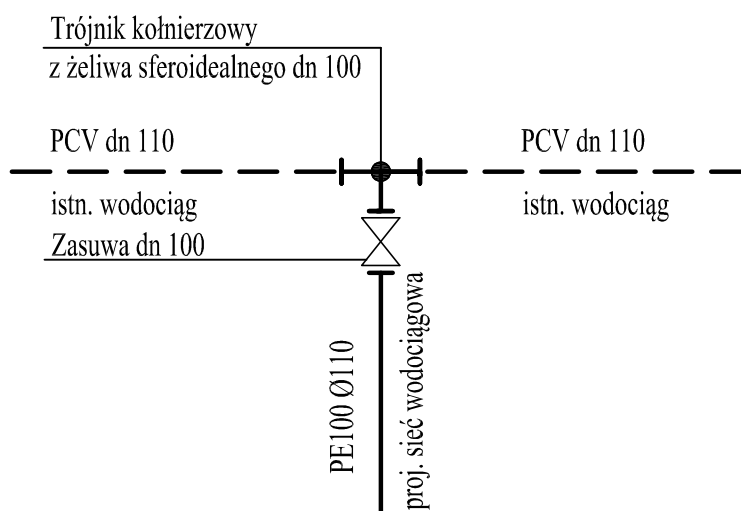 Trójnik kołnierzowy
z żeliwa sferoidealnego dn 100
PCV dn 110
PCV dn 110
istn. wodociąg
istn. wodociąg
Zasuwa dn 100
PE100 Ø110
proj. sieć wodociągowa